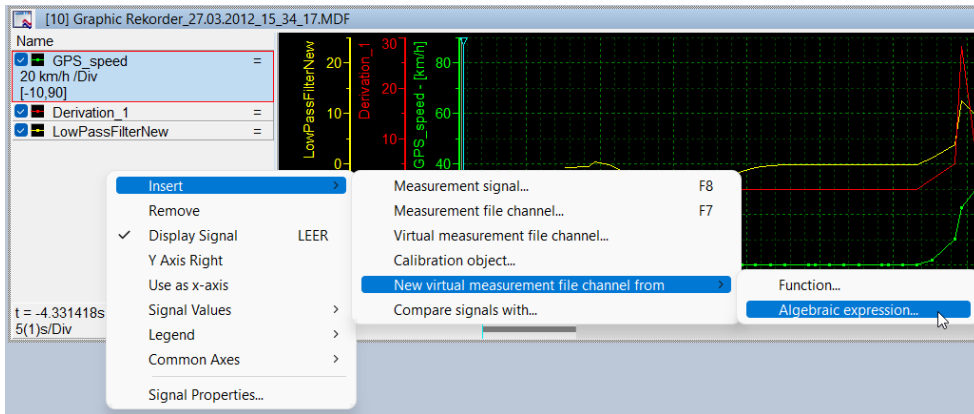 [10] Graphic Rekorder_27.03.2012_15_34_17.MDF
Name
GPS_speed =
20 km/h /Div
[-10,90]
Derivation_1 =
LowPassFilterNew =
t = -4.331418s
5(1)s/Div
LowPassFilterNew
20
10
0
Derivation_1
30
20
10
GPS_speed - [km/h]
80
60
40
Insert
Remove
Display Signal LEER
Y Axis Right
Use as x-axis
Signal Values
Legend
Common Axes
Signal Properties...
Measurement signal... F8
Measurement file channel... F7
Virtual measurement file channel...
Calibration object...
New virtual measurement file channel from
Compare signals with...
Function...
Algebraic expression...